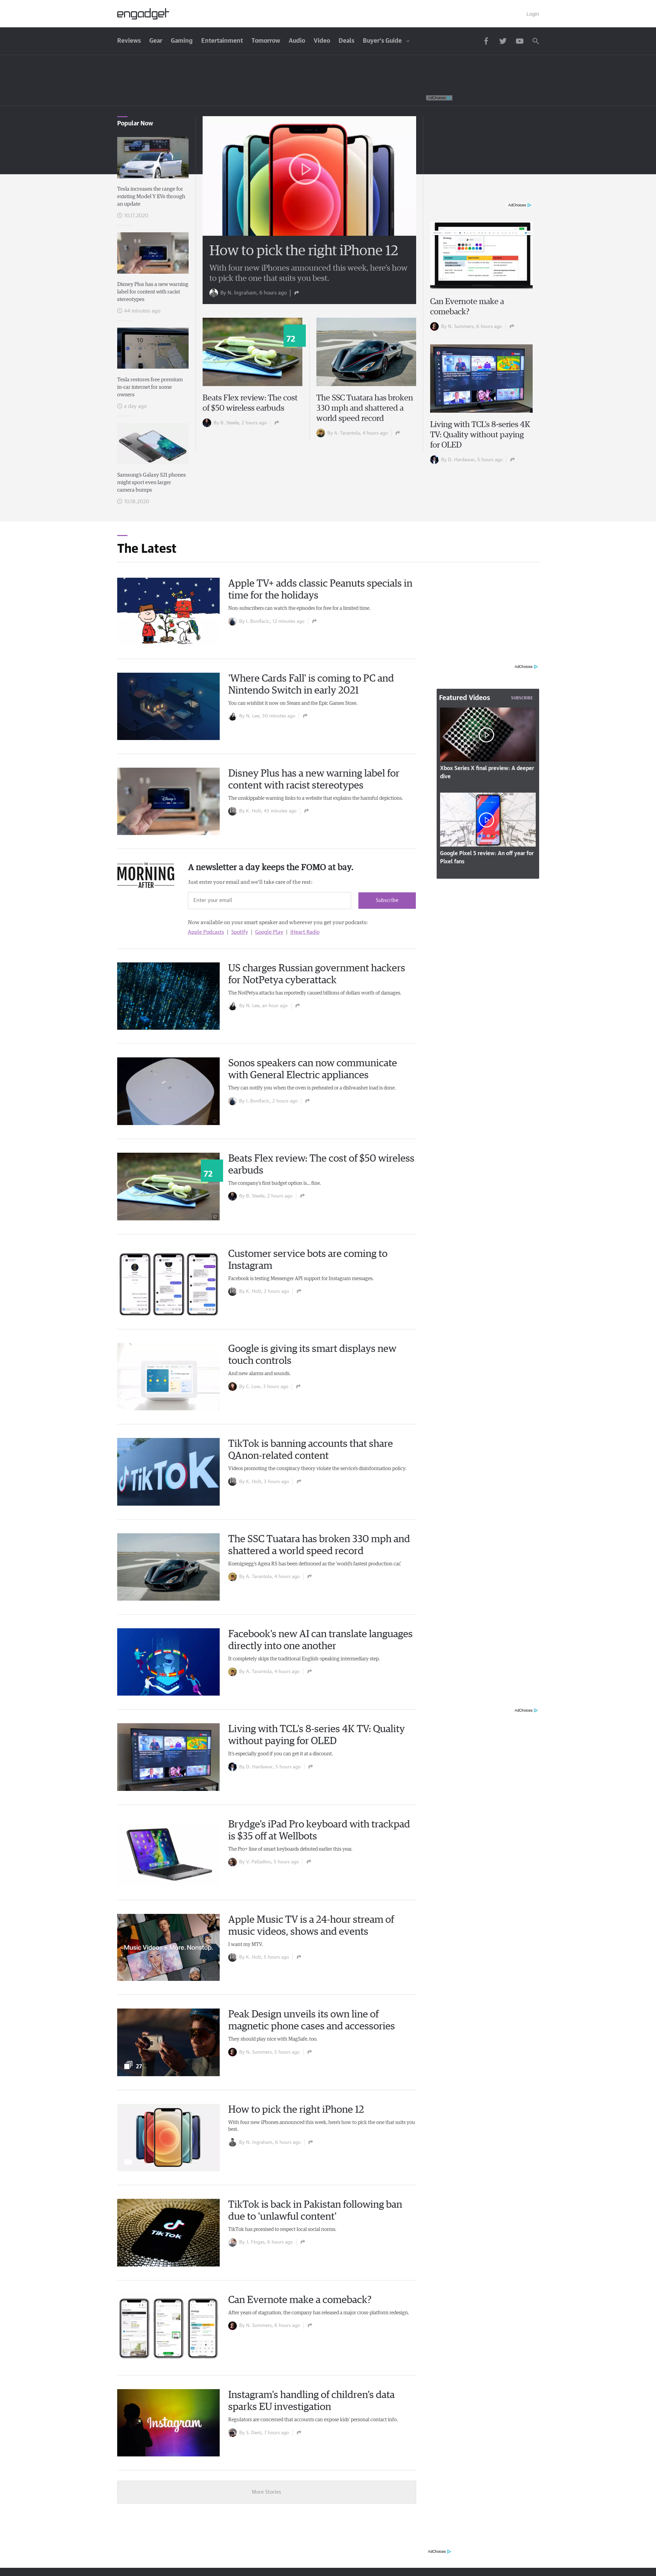 engadget
Login
Reviews Gear Gaming Entertainment Tomorrow Audio Video Deals Buyer's Guide
AdChoices
Popular Now
Tesla increases the range for
existing Model Y EVs through
an update
10.17.2020
Disney Plus has a new warning
label for content with racist
stereotypes
44 minutes ago
Tesla restores free premium
in-car internet for some
owners
a day ago
Samsung's Galaxy S21 phones
might sport even larger
camera bumps
10.18.2020
How to pick the right iPhone 12
With four new iPhones announced this week, here's how
to pick the one that suits you best.
By N. Ingraham, 6 hours ago
72
Beats Flex review: The cost
of $50 wireless earbuds
By B. Steele, 2 hours ago
The SSC Tuatara has broken
330 mph and shattered a
world speed record
By A. Tarantola, 4 hours ago
AdChoices
Can Evernote make a
comeback?
By N. Summers, 6 hours ago
Living with TCL's 8-series 4K
TV: Quality without paying
for OLED
By D. Hardawar, 5 hours ago
The Latest
Apple TV+ adds classic Peanuts specials in
time for the holidays
Non-subscribers can watch the episodes for free for a limited time.
By I. Bonifacic, 12 minutes ago
'Where Cards Fall' is coming to PC and
Nintendo Switch in early 2021
You can wishlist it now on Steam and the Epic Games Store.
By N. Lee, 30 minutes ago
Disney Plus has a new warning label for
content with racist stereotypes
The unskippable warning links to a website that explains the harmful depictions.
By K. Holt, 45 minutes ago
AdChoices
Featured Videos SUBSCRIBE
Xbox Series X final preview: A deeper
dive
Google Pixel 5 review: An off year for
Pixel fans
THE
MORNING
AFTER
A newsletter a day keeps the FOMO at bay.
Just enter your email and we'll take care of the rest:
Enter your email
Subscribe
Now available on your smart speaker and wherever you get your podcasts:
Apple Podcasts | Spotify | Google Play | iHeart Radio
US charges Russian government hackers
for NotPetya cyberattack
The NotPetya attacks has reportedly caused billions of dollars worth of damages.
By N. Lee, an hour ago
Sonos speakers can now communicate
with General Electric appliances
They can notify you when the oven is preheated or a dishwasher load is done.
By I. Bonifacic, 2 hours ago
72
Beats Flex review: The cost of $50 wireless
earbuds
The company's first budget option is... fine.
By B. Steele, 2 hours ago
Customer service bots are coming to
Instagram
Facebook is testing Messenger API support for Instagram messages.
By K. Holt, 2 hours ago
Google is giving its smart displays new
touch controls
And new alarms and sounds.
By C. Low, 3 hours ago
TikTok
TikTok is banning accounts that share
QAnon-related content
Videos promoting the conspiracy theory violate the service's disinformation policy.
By K. Holt, 3 hours ago
The SSC Tuatara has broken 330 mph and
shattered a world speed record
Koenigsegg's Agera RS has been dethroned as the 'world's fastest production car.'
By A. Tarantola, 4 hours ago
Facebook's new AI can translate languages
directly into one another
It completely skips the traditional English-speaking intermediary step.
By A. Tarantola, 4 hours ago
AdChoices
Living with TCL's 8-series 4K TV: Quality
without paying for OLED
It's especially good if you can get it at a discount.
By D. Hardawar, 5 hours ago
Brydge's iPad Pro keyboard with trackpad
is $35 off at Wellbots
The Pro+ line of smart keyboards debuted earlier this year.
By V. Palladino, 5 hours ago
Music Videos + More. Nonstop.
Apple Music TV is a 24-hour stream of
music videos, shows and events
I want my MTV.
By K. Holt, 5 hours ago
27
Peak Design unveils its own line of
magnetic phone cases and accessories
They should play nice with MagSafe, too.
By N. Summers, 5 hours ago
How to pick the right iPhone 12
With four new iPhones announced this week, here's how to pick the one that suits you
best.
By N. Ingraham, 6 hours ago
TikTok
TikTok is back in Pakistan following ban
due to 'unlawful content'
TikTok has promised to respect local social norms.
By J. Fingas, 6 hours ago
Can Evernote make a comeback?
After years of stagnation, the company has released a major cross-platform redesign.
By N. Summers, 6 hours ago
Instagram
Instagram's handling of children's data
sparks EU investigation
Regulators are concerned that accounts can expose kids' personal contact info.
By S. Dent, 7 hours ago
More Stories
AdChoices